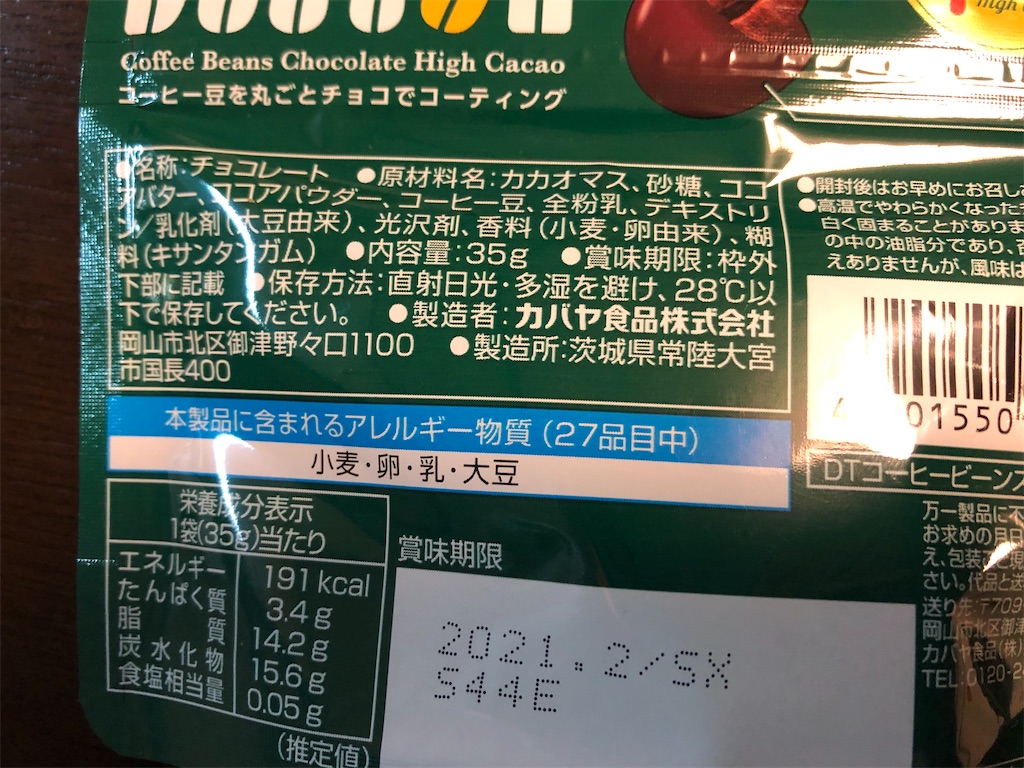 Coffee Beans Chocolate High Cacao
コーヒー豆を丸ごとチョコでコーティング
High
●名称:チョコレート ●原材料名:カカオマス、砂糖、ココ
アバター、ココアパウダー、コーヒー豆、全粉乳、デキストリ
ン/乳化剤(大豆由来)、光沢剤、香料(小麦・卵由来)、糊
料(キサンタンガム) ●内容量:35g ●賞味期限:枠外
下部に記載 ●保存方法:直射日光・多湿を避け、28℃以
下で保存してください。 ●製造者:カバヤ食品株式会社
岡山市北区御津野々口1100 ●製造所:茨城県常陸大宮
市国長400
●開封後はお早めにお召し
●高温でやわらかくなった
白く固まることがありま
の中の油脂分であり、
えありませんが、風味は
4 01550
DTコーヒービーンズ
本製品に含まれるアレルギー物質(27品目中)
小麦・卵・乳・大豆
栄養成分表示
1袋(35g)当たり
エネルギー 191kcal
たんぱく質 3.4g
脂質 14.2g
炭水化物 15.6g
食塩相当量 0.05g
(推定値)
賞味期限
2021.2/SX
S44E
万一製品に不
お求めの月日
え、包装
さい。代品と送
送り先:〒709
岡山市北区御津
カバヤ食品(株)
TEL:0120-2